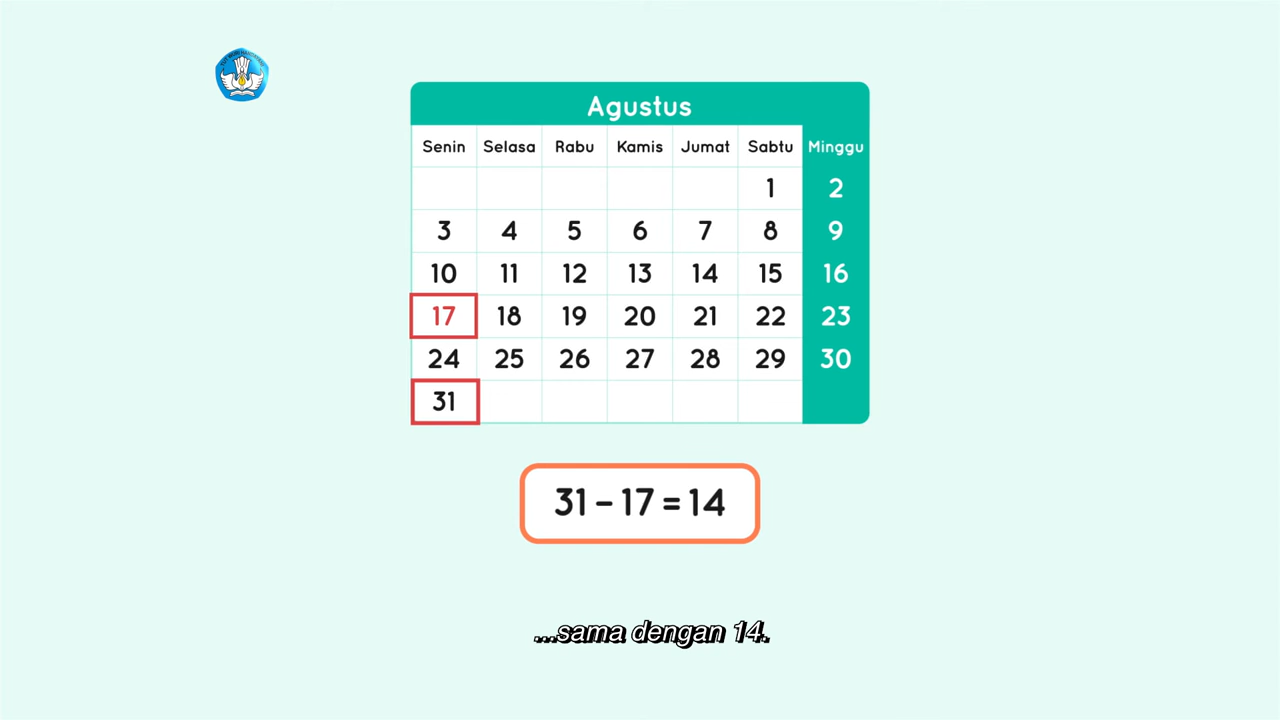 Agustus
Senin Selasa Rabu Kamis Jumat Sabtu Minggu
1 2
3 4 5 6 7 8 9
10 11 12 13 14 15 16
17 18 19 20 21 22 23
24 25 26 27 28 29 30
31
31 – 17 = 14
...sama dengan 14.